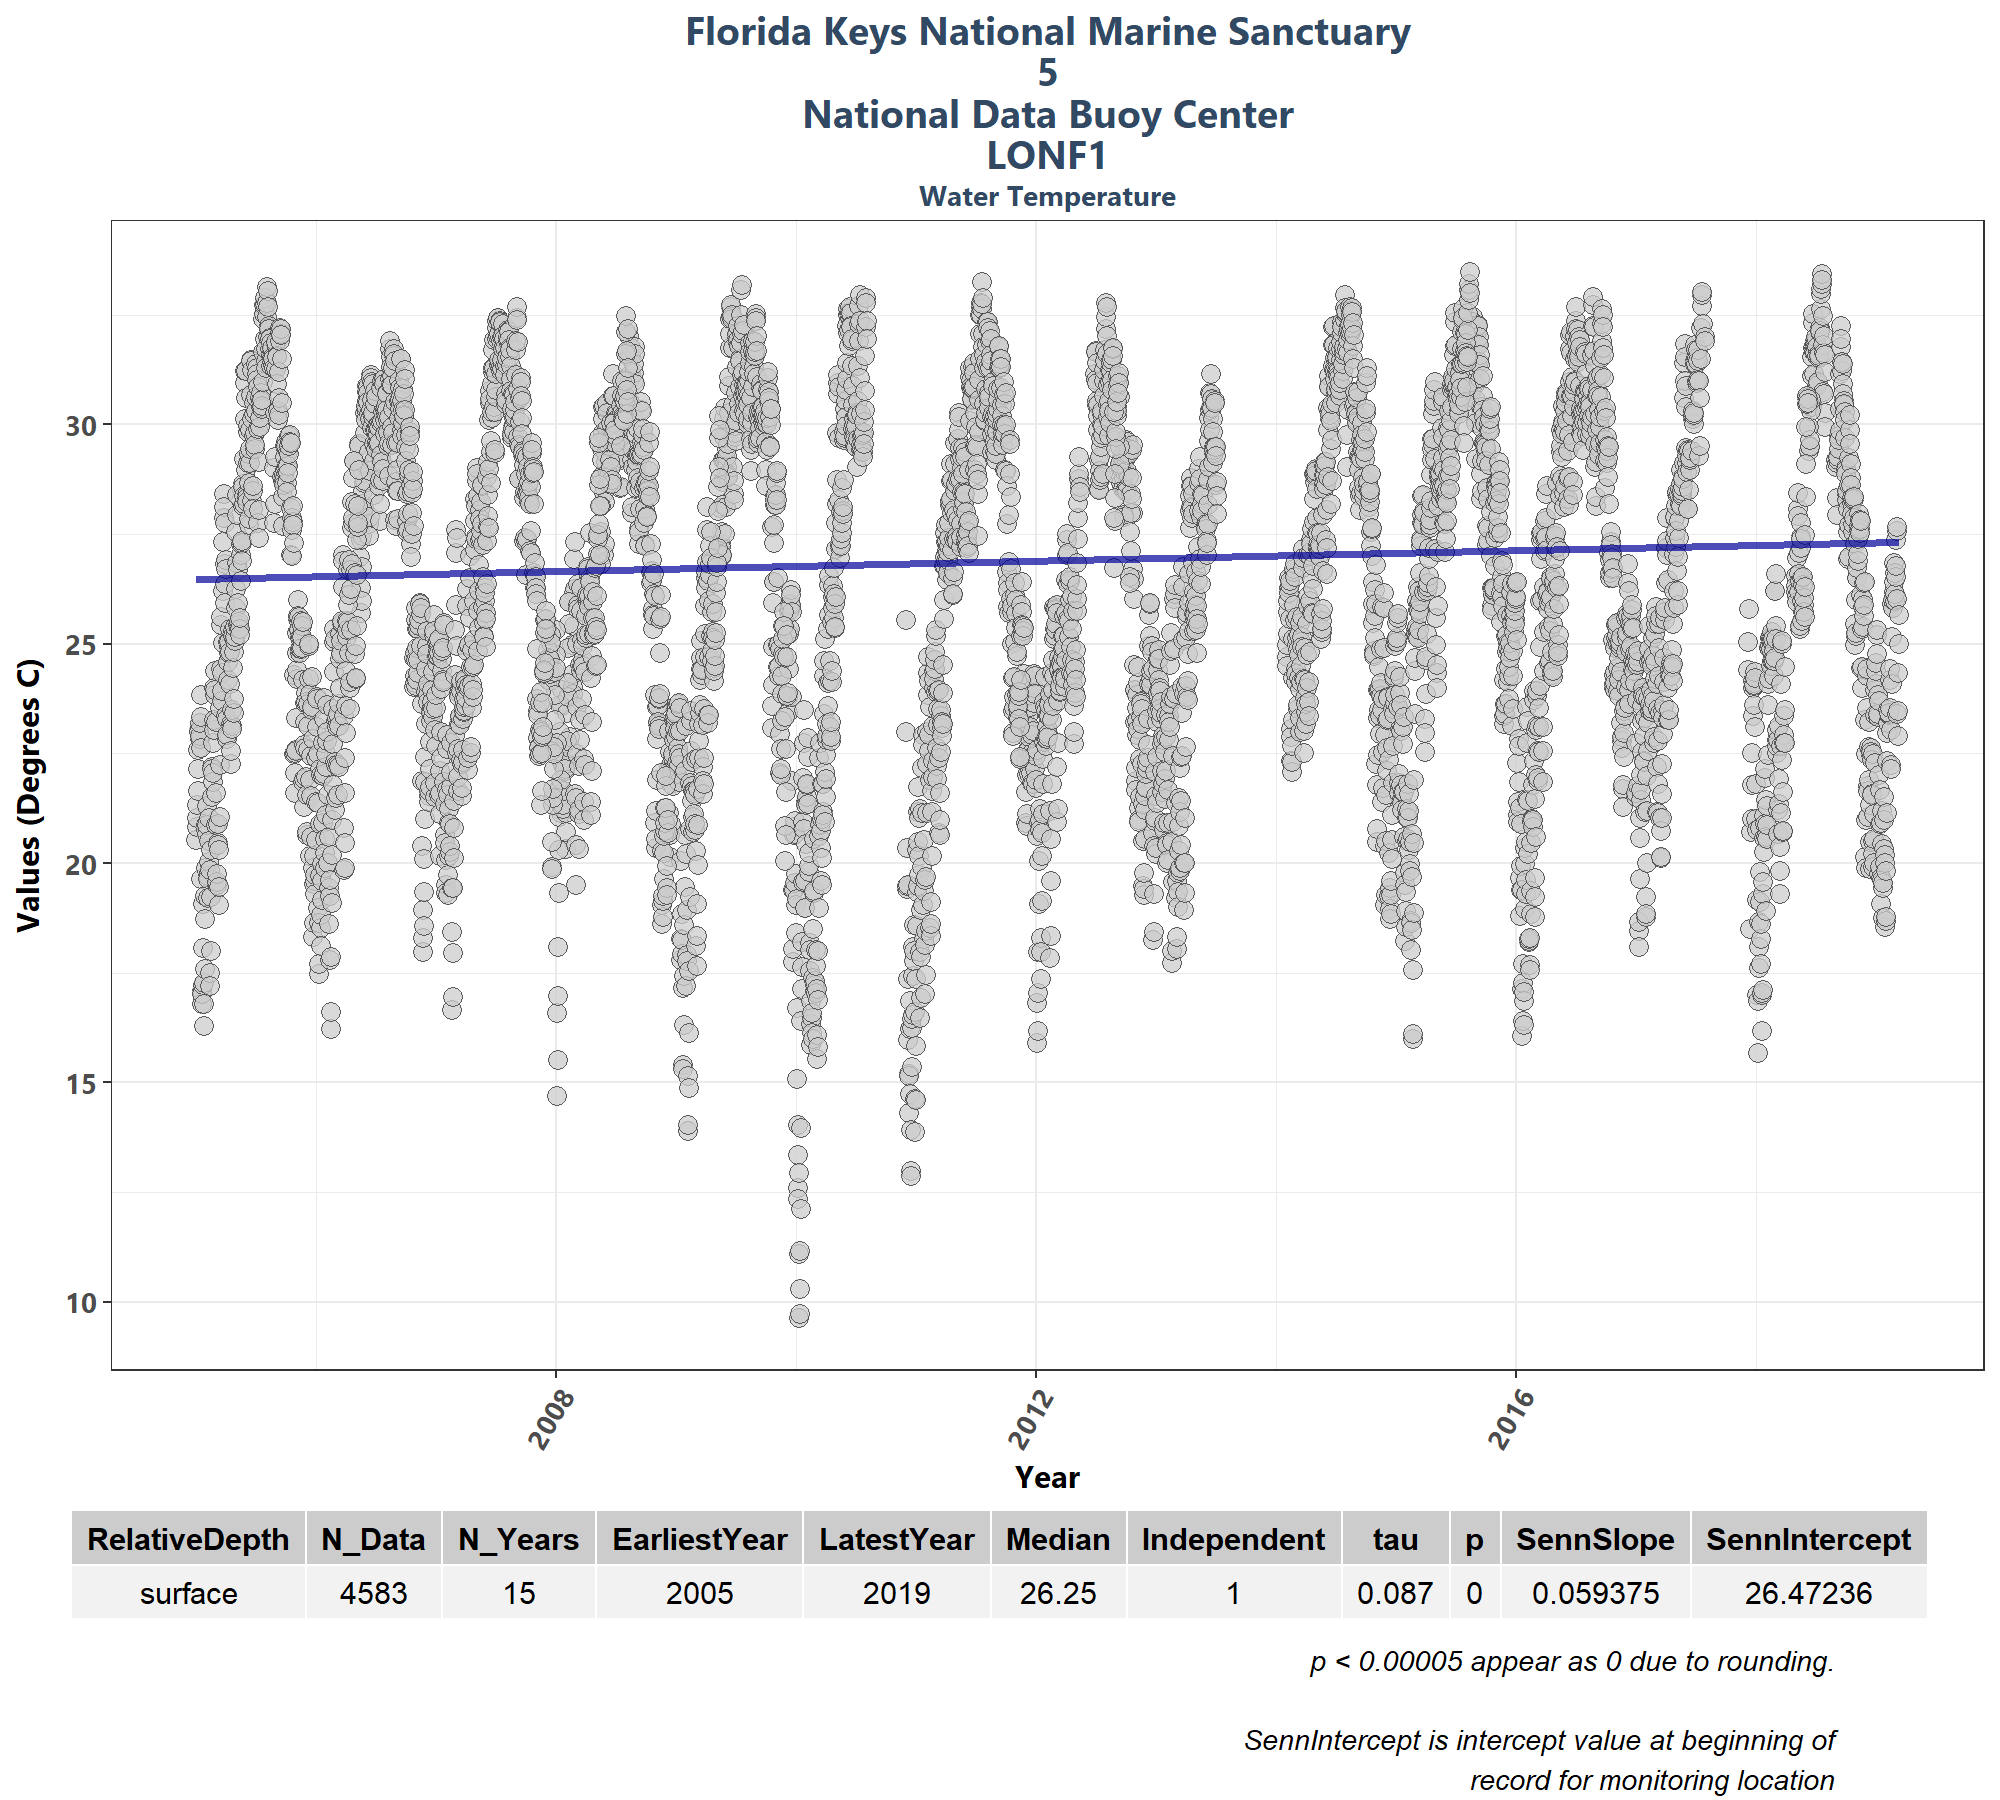 Florida Keys National Marine Sanctuary
5
National Data Buoy Center
LONF1
Water Temperature
Values (Degrees C)
30
25
20
15
10
2008 2012 2016
Year
RelativeDepth N_Data N_Years EarliestYear LatestYear Median Independent tau p SennSlope SennIntercept
surface 4583 15 2005 2019 26.25 1 0.087 0 0.059375 26.47236
p < 0.00005 appear as 0 due to rounding.
SennIntercept is intercept value at beginning of
record for monitoring location